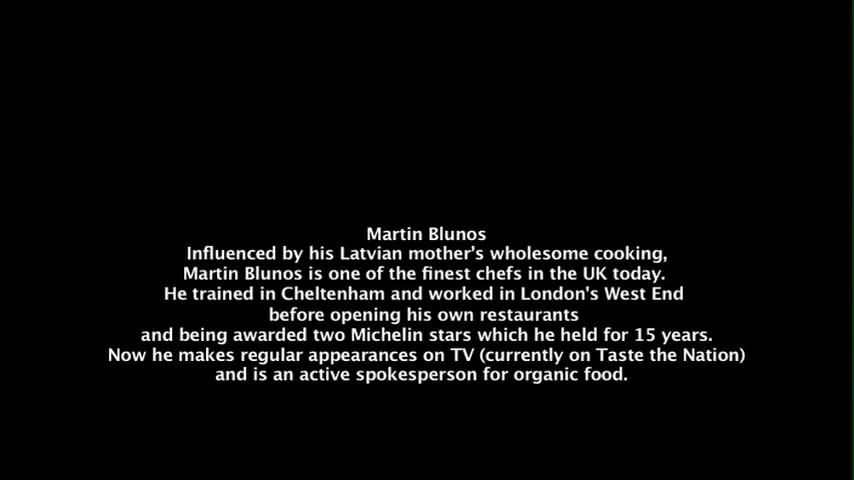 Martin Blunos
Influenced by his Latvian mother's wholesome cooking,
Martin Blunos is one of the finest chefs in the UK today.
He trained in Cheltenham and worked in London's West End
before opening his own restaurants
and being awarded two Michelin stars which he held for 15 years.
Now he makes regular appearances on TV (currently on Taste the Nation)
and is an active spokesperson for organic food.